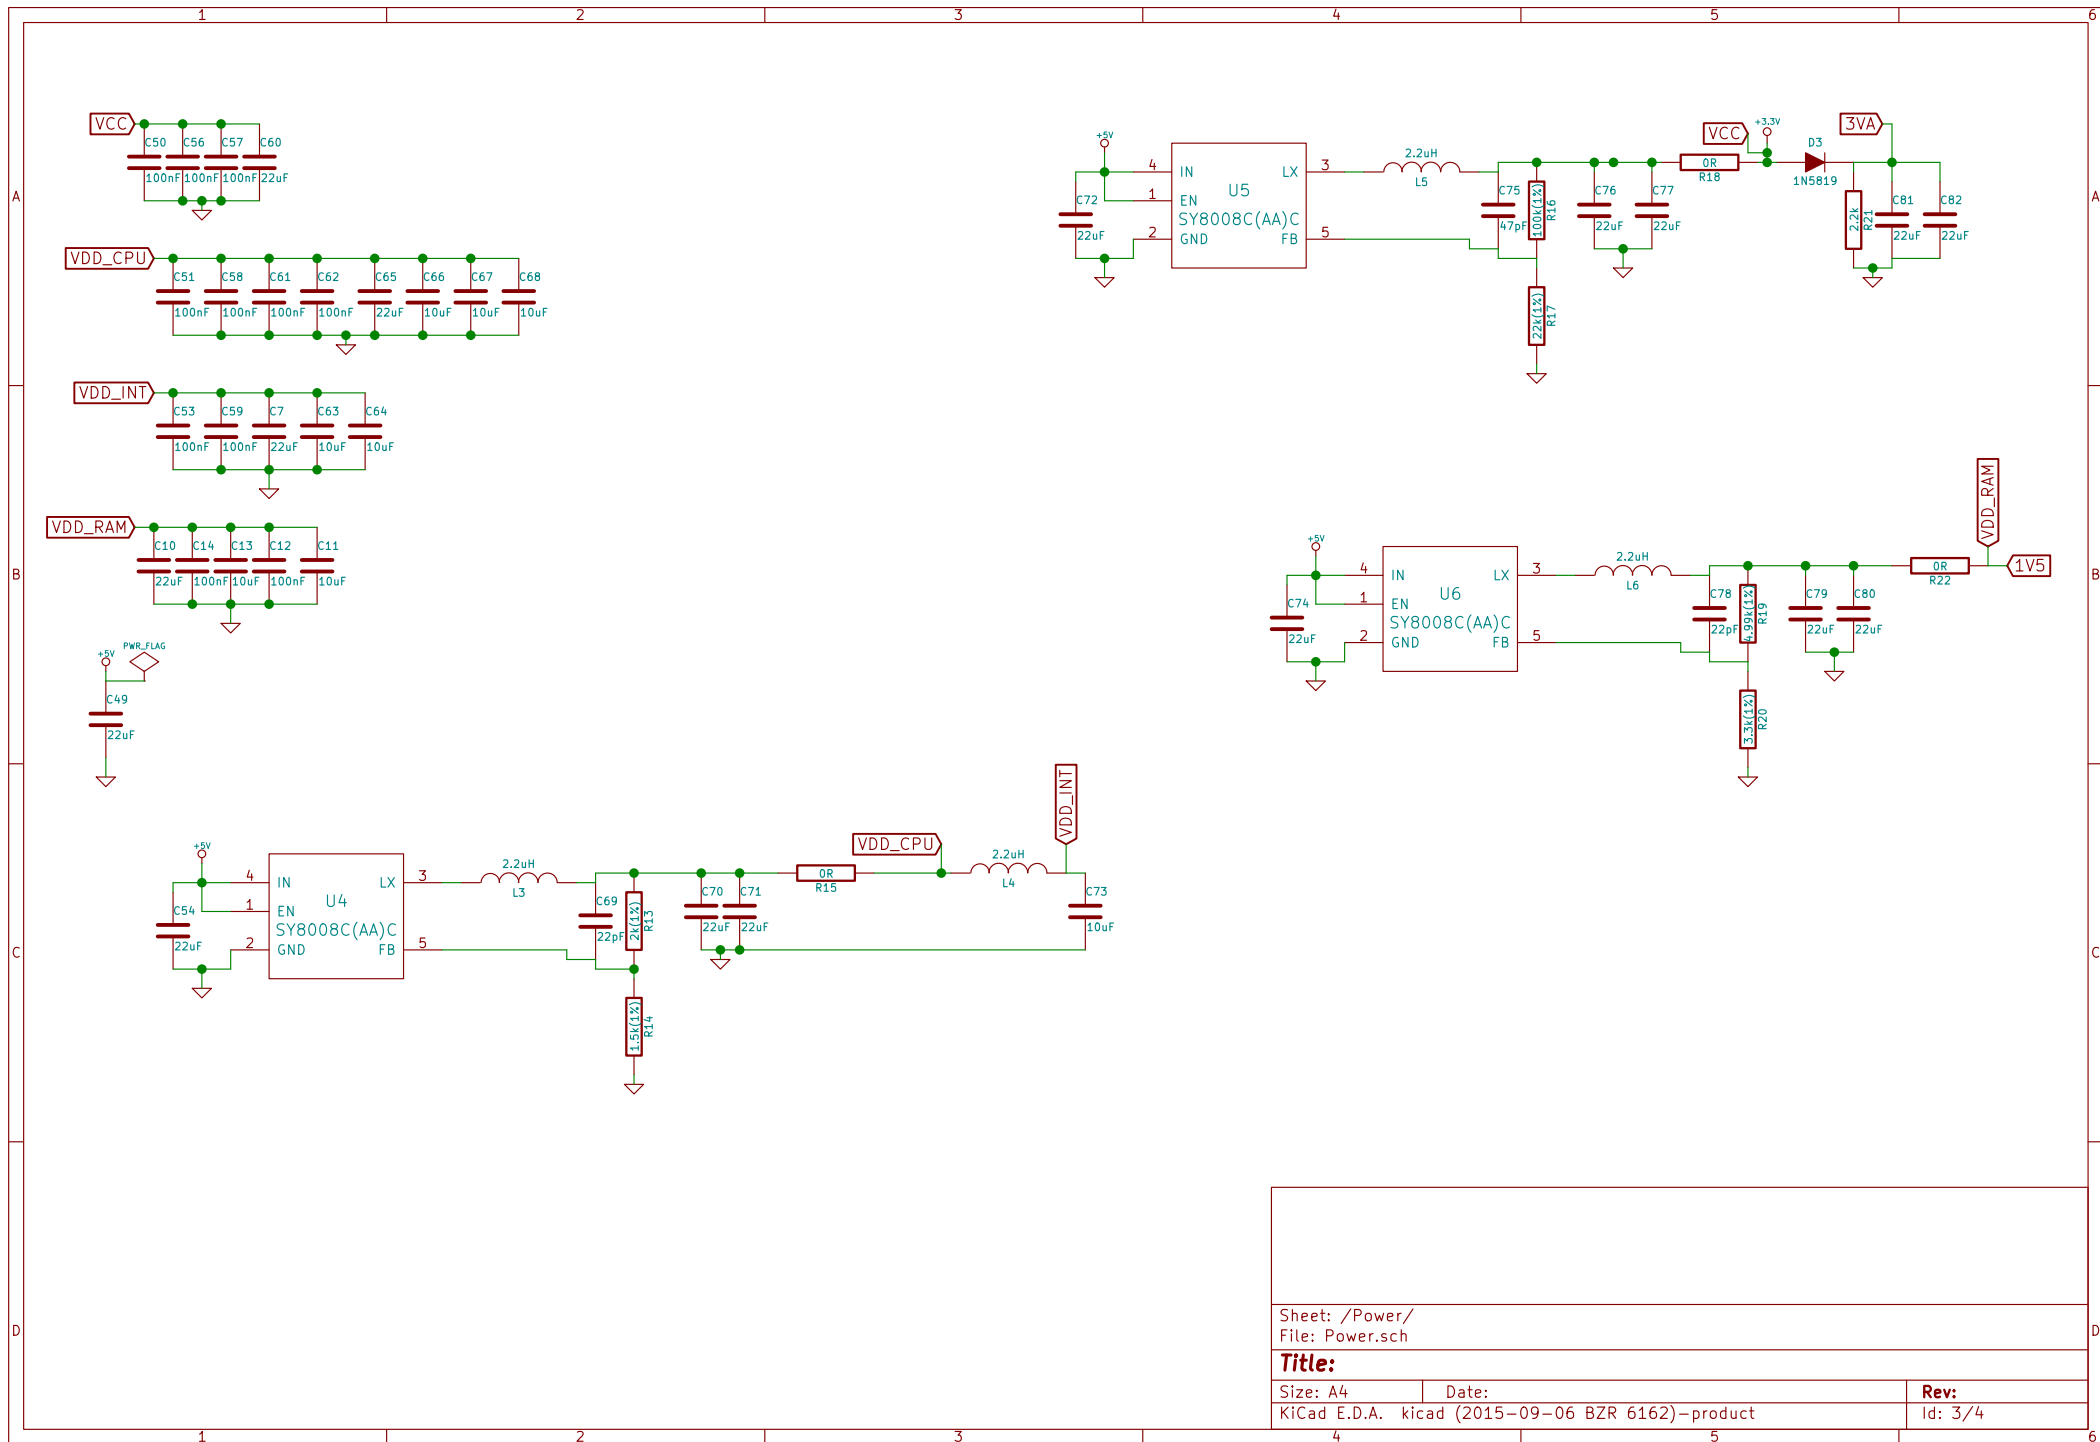 1 2 3 4 5 6
A A
B B
C C
D D
VCC
C50 C56 C57 C60
100nF 100nF 100nF 22uF
VDD_CPU
C51 C58 C61 C62 C65 C66 C67 C68
100nF 100nF 100nF 100nF 22uF 10uF 10uF 10uF
VDD_INT
C53 C59 C7 C63 C64
100nF 100nF 22uF 10uF 10uF
VDD_RAM
C10 C14 C13 C12 C11
22uF 100nF 10uF 100nF 10uF
+5V PWR_FLAG
C49
22uF
+5V
C72
22uF
4 IN LX 3
U5
1 EN
SY8008C(AA)C
2 GND FB 5
2.2uH
L5
C75
47pF
100k(1%)
R16
22k(1%)
R17
C76 C77
22uF 22uF
0R
R18
VCC
+3.3V
D3
1N5819
3VA
2.2k
R21
C81 C82
22uF 22uF
+5V
C74
22uF
4 IN LX 3
U6
1 EN
SY8008C(AA)C
2 GND FB 5
2.2uH
L6
C78
22pF
4.99k(1%)
R19
3.3k(1%)
R20
C79 C80
22uF 22uF
0R
R22
VDD_RAM
1V5
+5V
C54
22uF
4 IN LX 3
U4
1 EN
SY8008C(AA)C
2 GND FB 5
2.2uH
L3
C69
22pF
2k(1%)
R13
1.5k(1%)
R14
C70 C71
22uF 22uF
0R
R15
VDD_CPU
2.2uH
L4
VDD_INT
C73
10uF
Sheet: /Power/
File: Power.sch
Title:
Size: A4 Date: Rev:
KiCad E.D.A. kicad (2015-09-06 BZR 6162)-product Id: 3/4
1 2 3 4 5 6